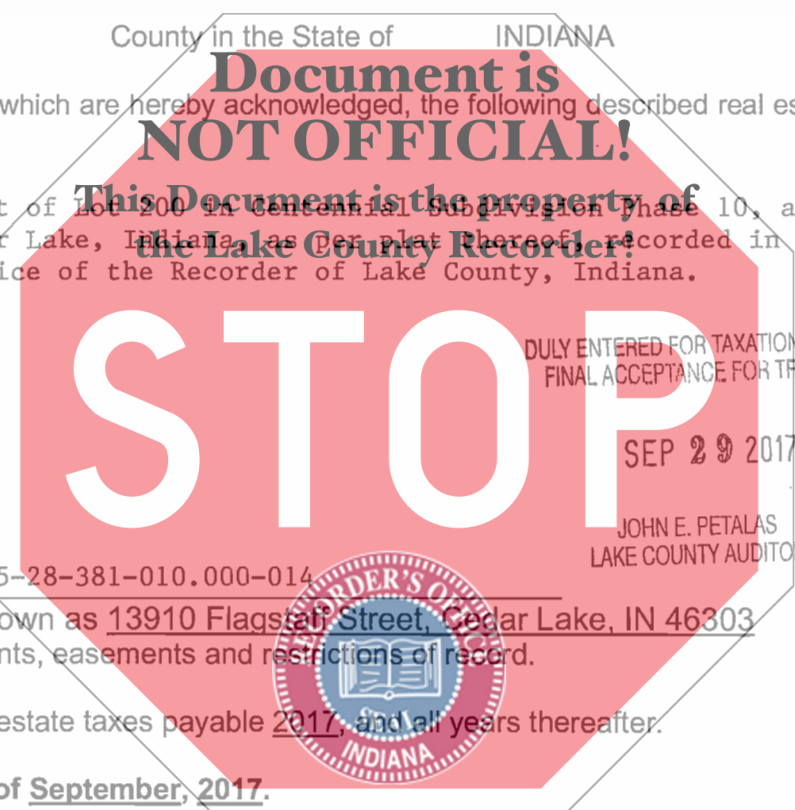 County in the State of INDIANA
Document is
which are hereby acknowledged, the following described real es
NOT OFFICIAL!
This Document is the property of
t of Lot 200 in Centennial Subdivision Phase 10, a
r Lake, Indiana, as per plat thereof, recorded in
the Lake County Recorder!
ice of the Recorder of Lake County, Indiana.
STOP
DULY ENTERED FOR TAXATION
FINAL ACCEPTANCE FOR TR
SEP 29 2017
JOHN E. PETALAS
LAKE COUNTY AUDITO
5-28-381-010.000-014
own as 13910 Flagstaff Street, Cedar Lake, IN 46303
nts, easements and restrictions of record.
RECORDER'S OFFICE
estate taxes payable 2017, and all years thereafter.
INDIANA
of September, 2017.